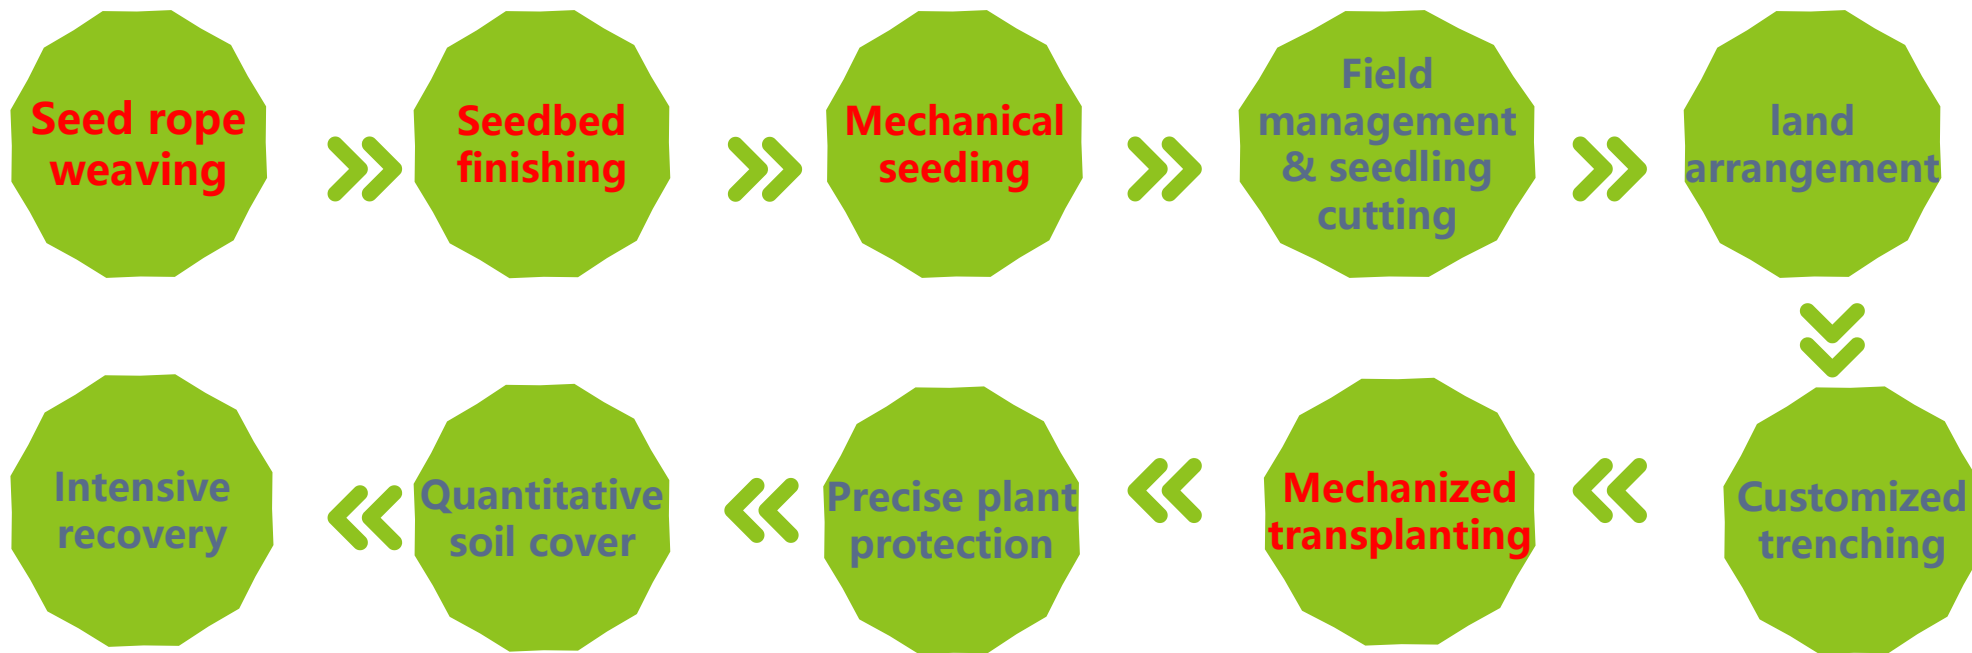 Seed rope
weaving
Seedbed
finishing
Mechanical
seeding
Field
management
& seedling
cutting
land
arrangement
Customized
trenching
Mechanized
transplanting
Precise plant
protection
Quantitative
soil cover
Intensive
recovery